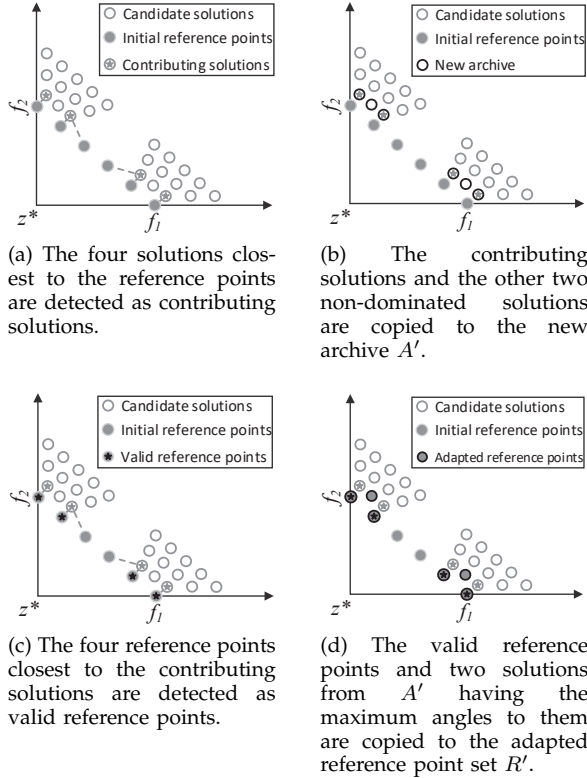 Candidate solutions
Initial reference points
Contributing solutions
f2
z*
f1
(a) The four solutions clos-
est to the reference points
are detected as contributing
solutions.
Candidate solutions
Initial reference points
New archive
f2
z*
f1
(b) The contributing
solutions and the other two
non-dominated solutions
are copied to the new
archive A′.
Candidate solutions
Initial reference points
Valid reference points
f2
z*
f1
(c) The four reference points
closest to the contributing
solutions are detected as
valid reference points.
Candidate solutions
Initial reference points
Adapted reference points
f2
z*
f1
(d) The valid reference
points and two solutions
from A′ having the
maximum angles to them
are copied to the adapted
reference point set R′.